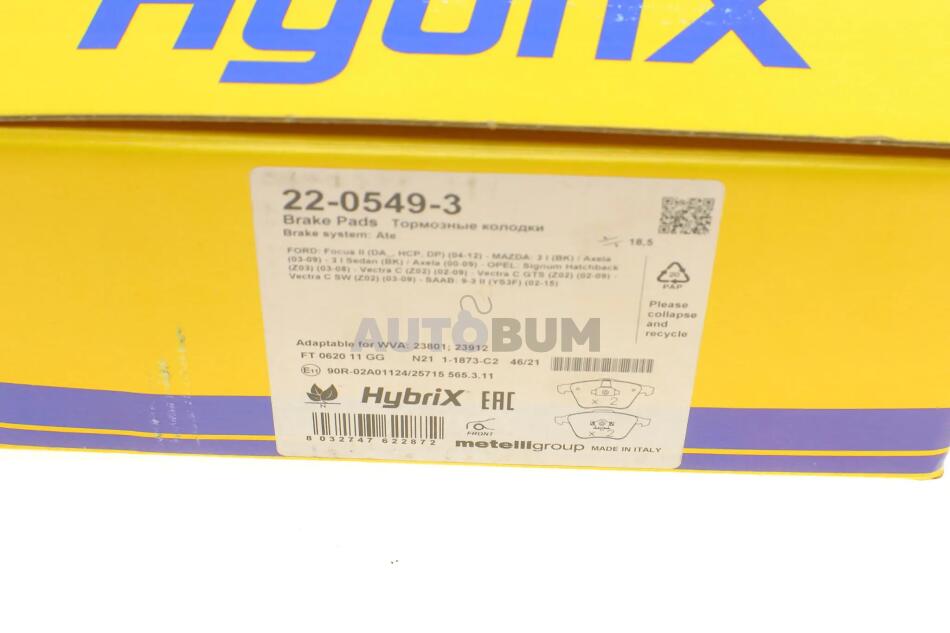 HybriX
22-0549-3
Brake Pads Тормозные колодки
Brake system: Ate
18,5
FORD: Focus II (DA_, HCP, DP) (04-12) - MAZDA: 3 I (BK) / Axela
(03-09) - 3 I Sedan (BK) / Axela (00-09) - OPEL: Signum Hatchback
(Z03) (03-08) - Vectra C (Z02) (02-09) - Vectra C GTS (Z02) (02-09) -
Vectra C SW (Z02) (03-09) - SAAB: 9-3 II (YS3F) (02-15)
20
PAP
Please
collapse
and
recycle
AUTOBUM
Adaptable for WVA: 23801; 23912
FT 0620 11 GG N21 1-1873-C2 46/21
E11 90R-02A01124/25715 565.3.11
N
HybriX EAC
x 2
x 2
8 032747 622872
FRONT
metelligroup MADE IN ITALY